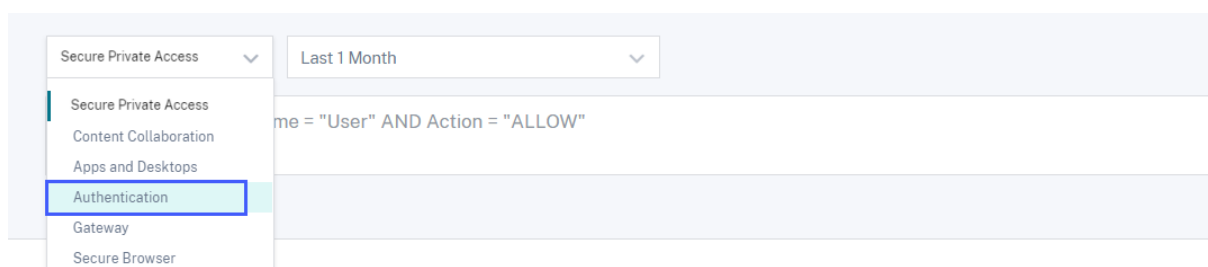 Secure Private Access
Last 1 Month
Secure Private Access
Content Collaboration
me = "User" AND Action = "ALLOW"
Apps and Desktops
Authentication
Gateway
Secure Browser